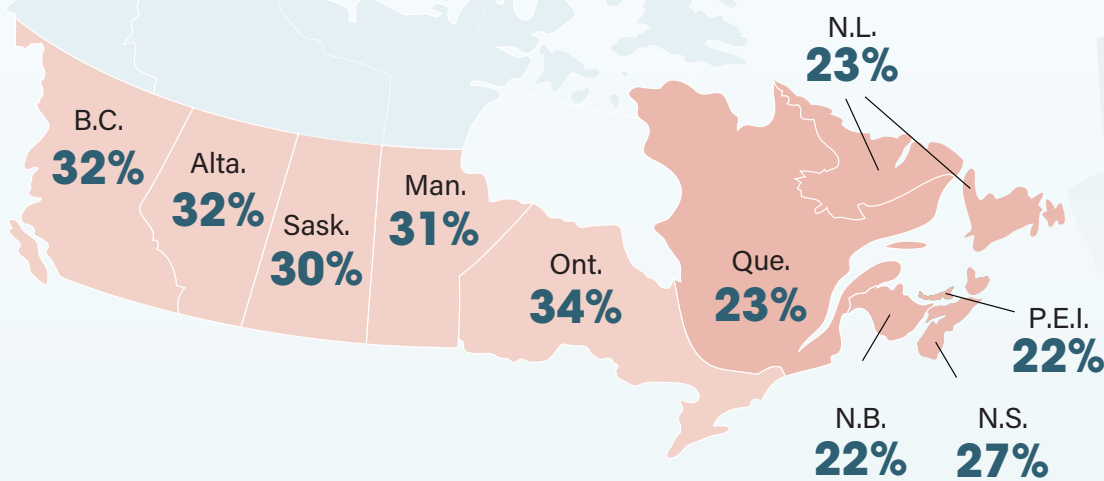 B.C.
32%
Alta.
32%
Sask.
30%
Man.
31%
Ont.
34%
Que.
23%
N.L.
23%
P.E.I.
22%
N.B.
22%
N.S.
27%